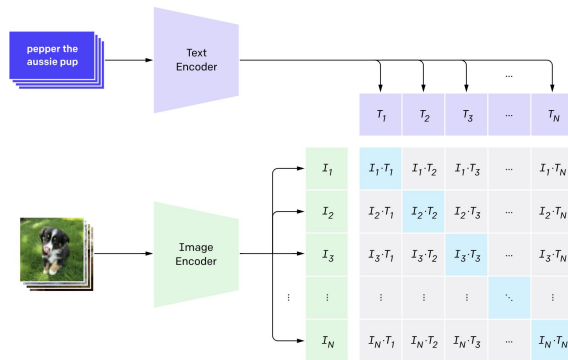 pepper the
aussie pup
Text
Encoder
...
T1 T2 T3 ... TN
I1 I1·T1 I1·T2 I1·T3 ... I1·TN
I2 I2·T1 I2·T2 I2·T3 ... I2·TN
Image
Encoder
I3 I3·T1 I3·T2 I3·T3 ... I3·TN
⋮ ⋮ ⋮ ⋮ ⋮ ⋱ ⋮
IN IN·T1 IN·T2 IN·T3 ... IN·TN